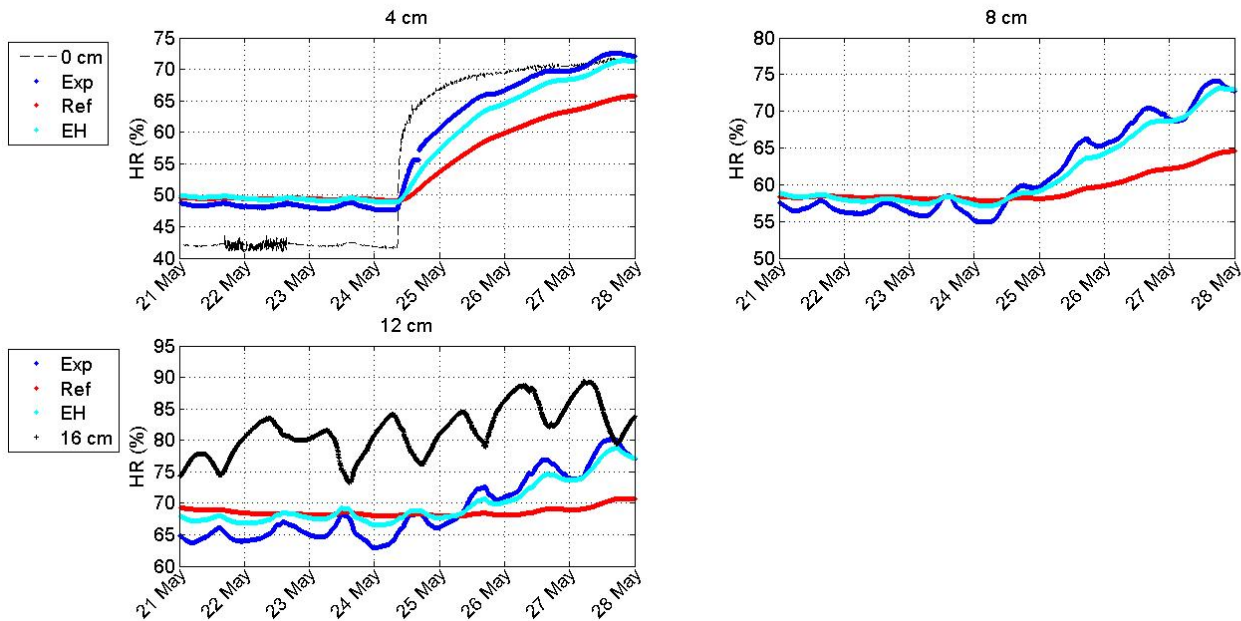 4 cm
0 cm
Exp
Ref
EH
HR (%)
75
70
65
60
55
50
45
40
21 May
22 May
23 May
24 May
25 May
26 May
27 May
28 May
8 cm
HR (%)
80
75
70
65
60
55
50
21 May
22 May
23 May
24 May
25 May
26 May
27 May
28 May
12 cm
Exp
Ref
EH
16 cm
HR (%)
95
90
85
80
75
70
65
60
21 May
22 May
23 May
24 May
25 May
26 May
27 May
28 May